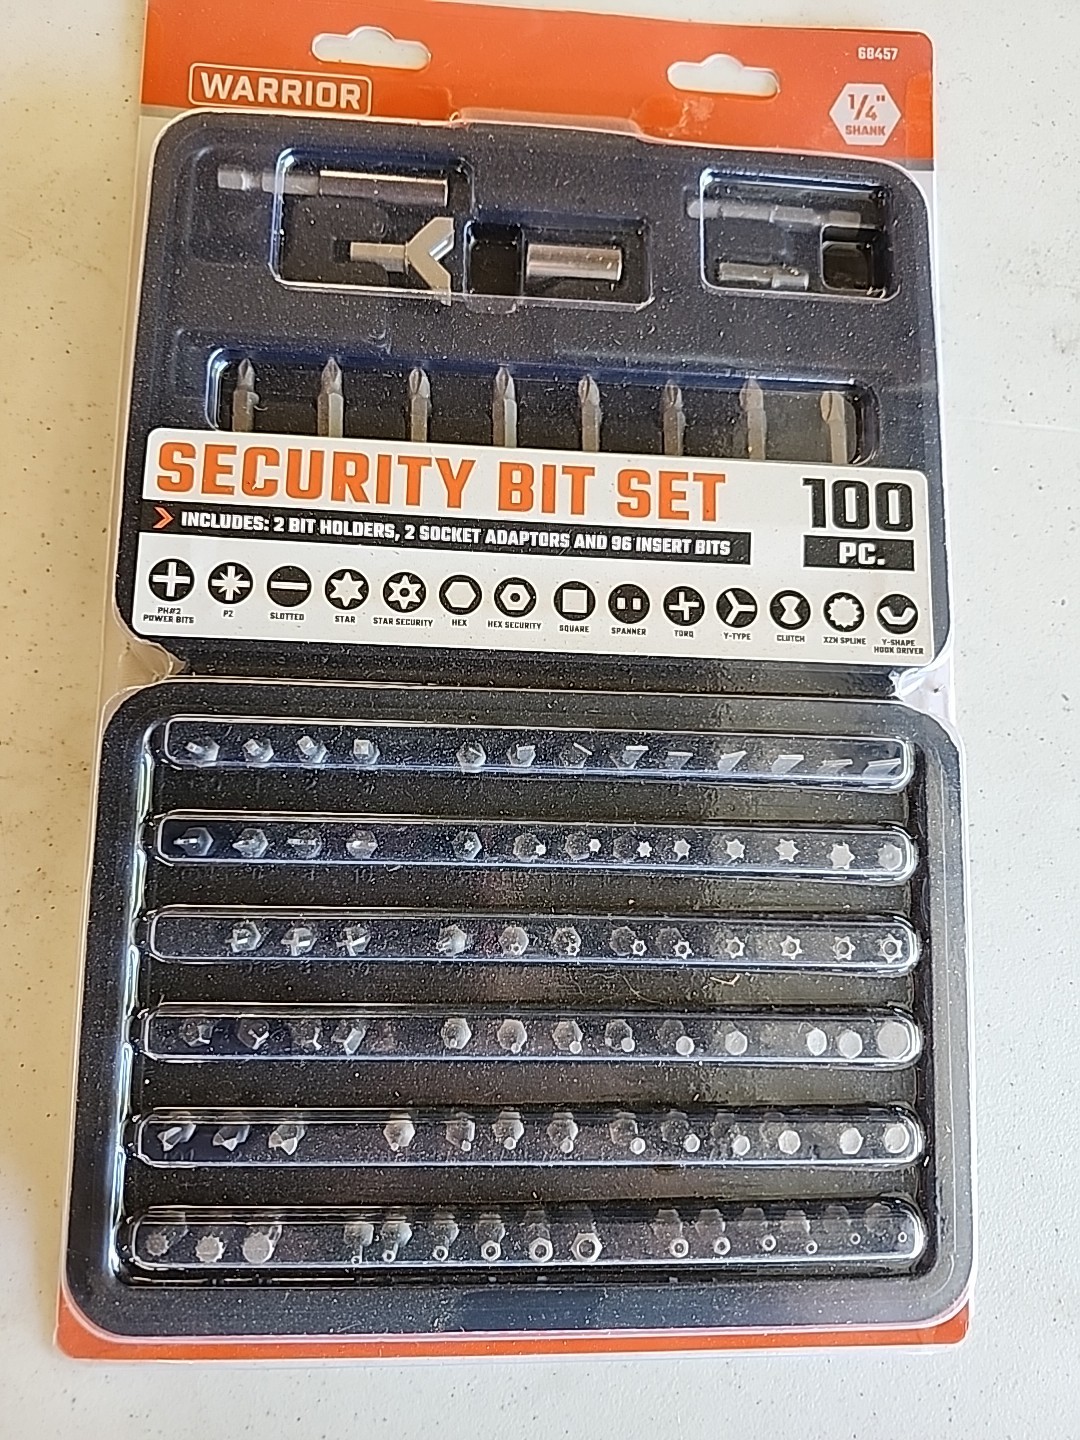 68457
WARRIOR
1/4"
SHANK
SECURITY BIT SET
100
PC.
INCLUDES: 2 BIT HOLDERS, 2 SOCKET ADAPTORS AND 96 INSERT BITS
PH#2
POWER BITS
PZ
SLOTTED
STAR
STAR SECURITY
HEX
HEX SECURITY
SQUARE
SPANNER
TORQ
Y-TYPE
CLUTCH
XZN SPLINE
Y-SHAPE
HOOK DRIVER